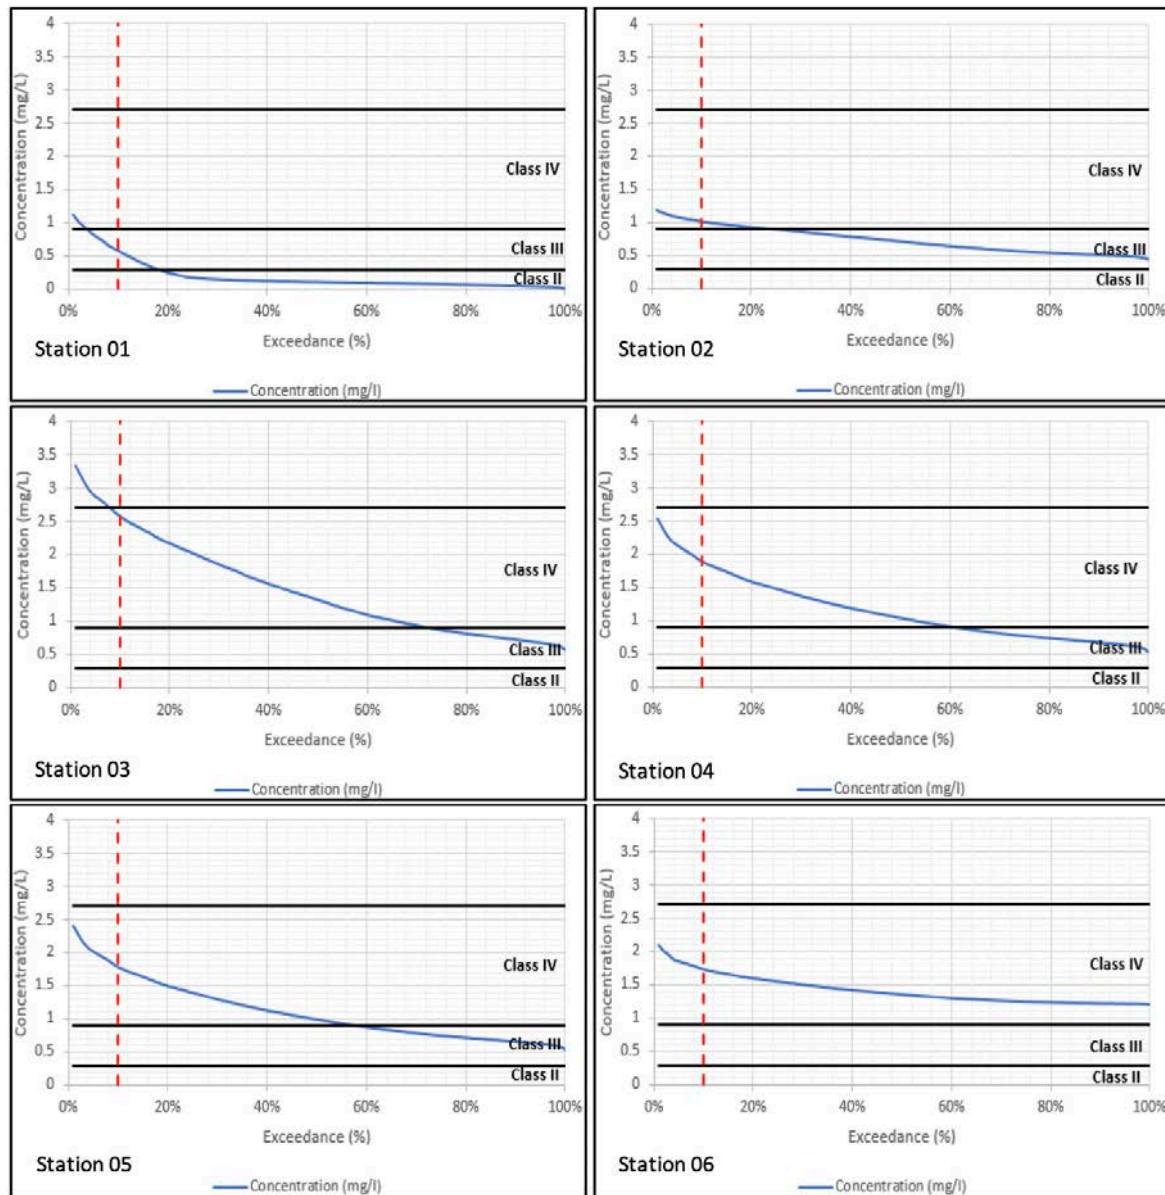 4
3.5
3
2.5
2
1.5
1
0.5
0
Concentration (mg/L)
Class IV
Class III
Class II
0% 20% 40% 60% 80% 100%
Exceedance (%)
Station 01
Concentration (mg/l)
4
3.5
3
2.5
2
1.5
1
0.5
0
Concentration (mg/L)
Class IV
Class III
Class II
0% 20% 40% 60% 80% 100%
Exceedance (%)
Station 02
Concentration (mg/l)
4
3.5
3
2.5
2
1.5
1
0.5
0
Concentration (mg/L)
Class IV
Class III
Class II
0% 20% 40% 60% 80% 100%
Exceedance (%)
Station 03
Concentration (mg/l)
4
3.5
3
2.5
2
1.5
1
0.5
0
Concentration (mg/L)
Class IV
Class III
Class II
0% 20% 40% 60% 80% 100%
Exceedance (%)
Station 04
Concentration (mg/l)
4
3.5
3
2.5
2
1.5
1
0.5
0
Concentration (mg/L)
Class IV
Class III
Class II
0% 20% 40% 60% 80% 100%
Exceedance (%)
Station 05
Concentration (mg/l)
4
3.5
3
2.5
2
1.5
1
0.5
0
Concentration (mg/L)
Class IV
Class III
Class II
0% 20% 40% 60% 80% 100%
Exceedance (%)
Station 06
Concentration (mg/l)